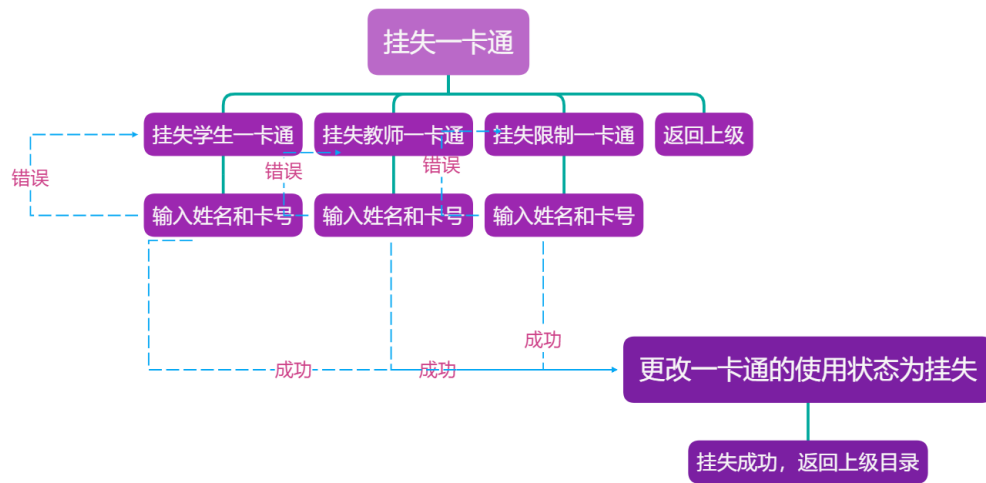 挂失一卡通
挂失学生一卡通
挂失教师一卡通
挂失限制一卡通
返回上级
错误
错误
错误
输入姓名和卡号
输入姓名和卡号
输入姓名和卡号
成功
成功
成功
更改一卡通的使用状态为挂失
挂失成功，返回上级目录